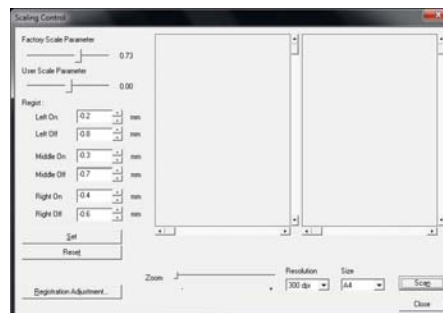 Scaling Control
Factory Scale Parameter
0.73
User Scale Parameter
0.00
Regist :
Left On -0.2 mm
Left Off -0.8 mm
Middle On -0.3 mm
Middle Off -0.7 mm
Right On -0.4 mm
Right Off -0.6 mm
Set
Reset
Registration Adjustment...
Zoom
Resolution
300 dpi
Size
A4
Scan
Close